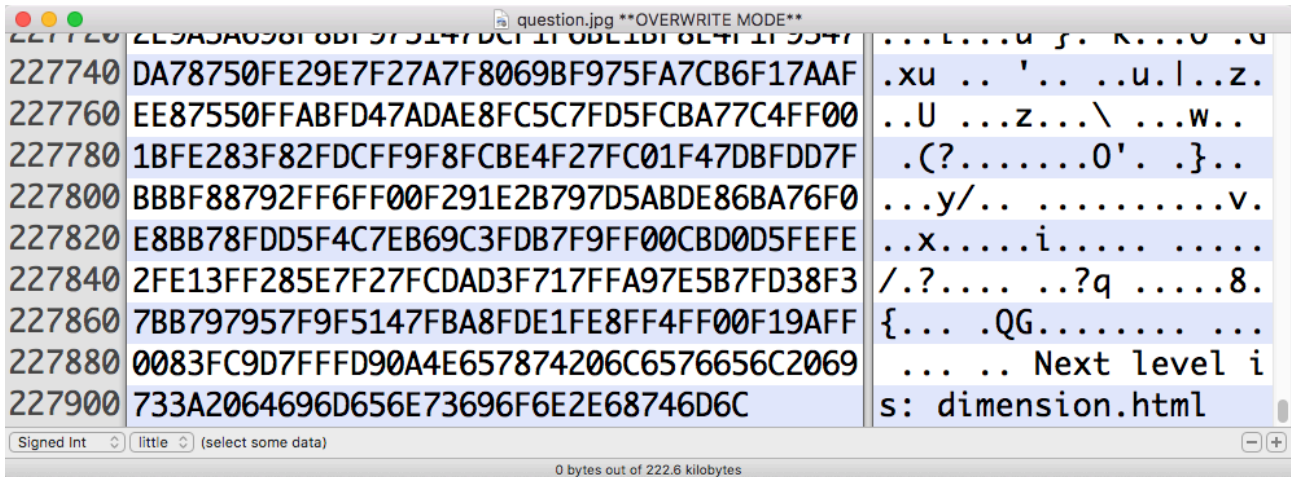 question.jpg **OVERWRITE MODE**
227740 DA78750FE29E7F27A7F8069BF975FA7CB6F17AAF .xu .. '.. ..u.|..z.
227760 EE87550FFABFD47ADAE8FC5C7FD5FCBA77C4FF00 ..U ...z...\ ...w..
227780 1BFE283F82FDCFF9F8FCBE4F27FC01F47DBFDD7F .(?.......O'. .}..
227800 BBBF88792FF6FF00F291E2B797D5ABDE86BA76F0 ...y/.. ..........v.
227820 E8BB78FDD5F4C7EB69C3FDB7F9FF00CBD0D5FEFE ..x.....i..... .....
227840 2FE13FF285E7F27FCDAD3F717FFA97E5B7FD38F3 /.?.... ..?q .....8.
227860 7BB797957F9F5147FBA8FDE1FE8FF4FF00F19AFF {... .QG........ ...
227880 0083FC9D7FFFD90A4E657874206C6576656C2069 ... .. Next level i
227900 733A2064696D656E73696F6E2E68746D6C s: dimension.html
Signed Int little (select some data)
0 bytes out of 222.6 kilobytes